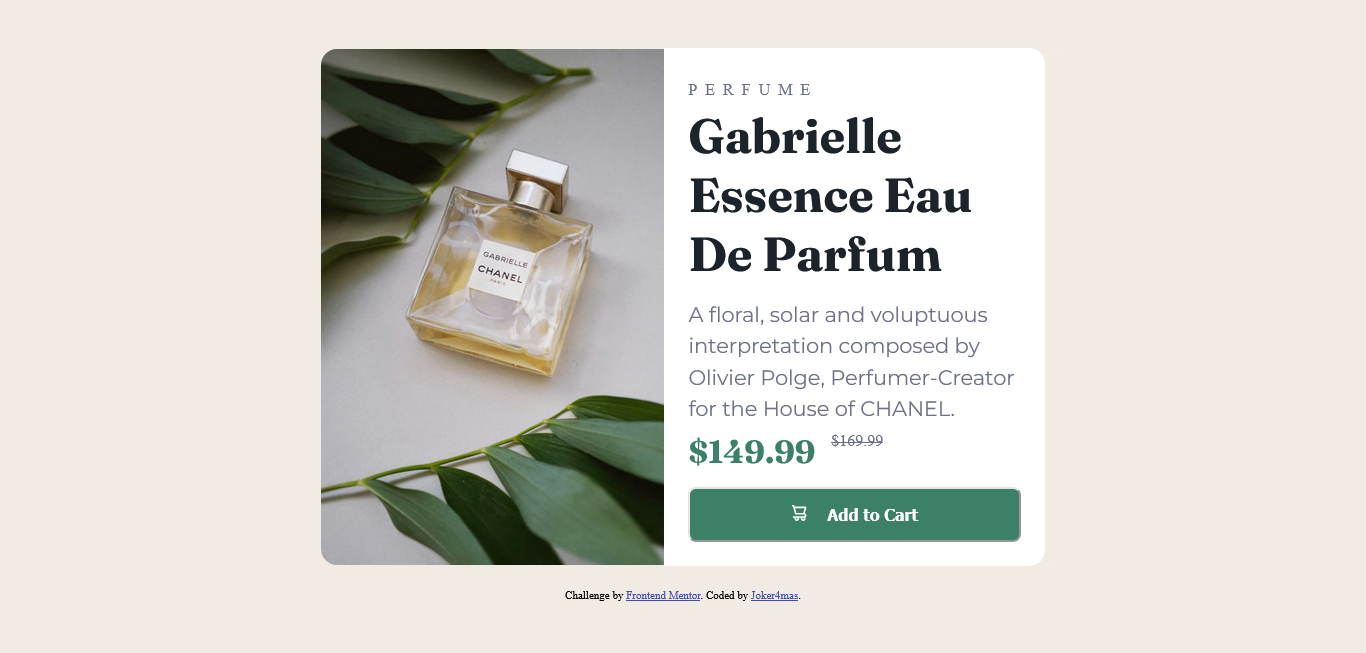 GABRIELLE
CHANEL
PARIS
PERFUME
Gabrielle
Essence Eau
De Parfum
A floral, solar and voluptuous
interpretation composed by
Olivier Polge, Perfumer-Creator
for the House of CHANEL.
$149.99 $169.99
Add to Cart
Challenge by Frontend Mentor. Coded by Joker4mas.